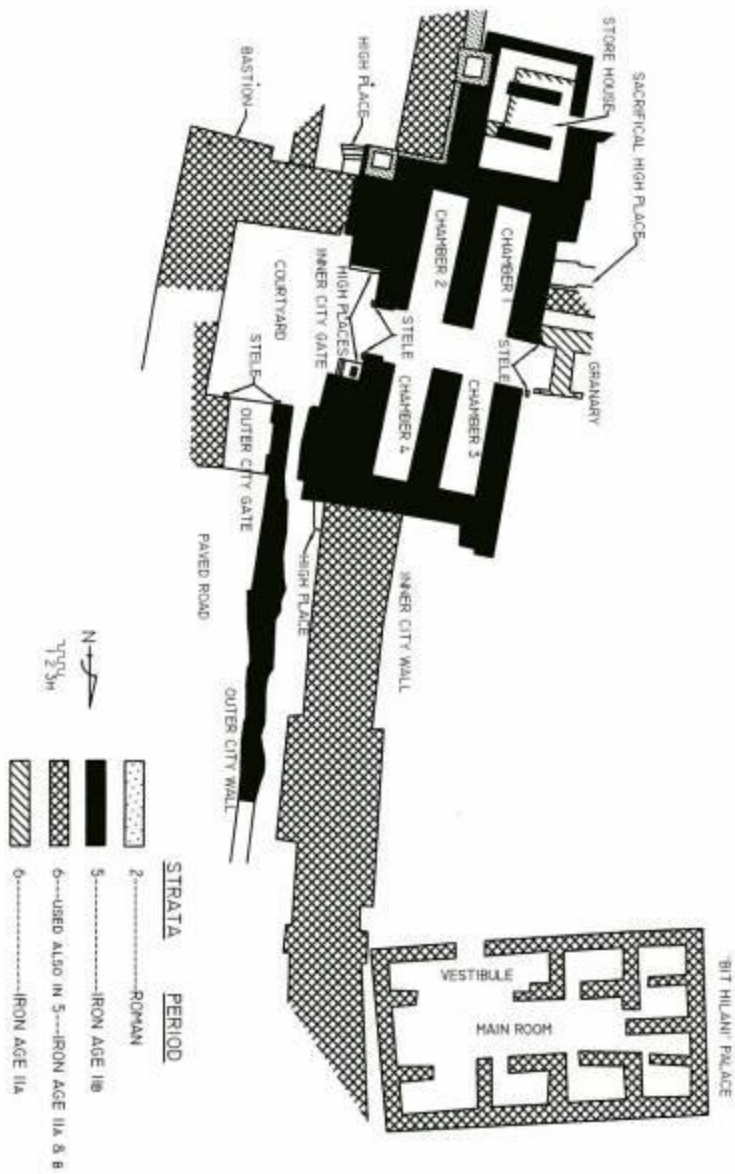 SACRIFICAL HIGH PLACE
STORE HOUSE
HIGH PLACE
BASTION
GRANARY
CHAMBER 1
CHAMBER 2
STELE
CHAMBER 3
CHAMBER 4
STELE
HIGH PLACES
INNER CITY GATE
COURTYARD
STELE
OUTER CITY GATE
PAVED ROAD
HIGH PLACE
INNER CITY WALL
OUTER CITY WALL
'BIT HILANI' PALACE
VESTIBULE
MAIN ROOM
N
1 2 3M
STRATA PERIOD
2----------ROMAN
5----------IRON AGE IIB
6---USED ALSO IN 5---IRON AGE IIA & B
6----------IRON AGE IIA